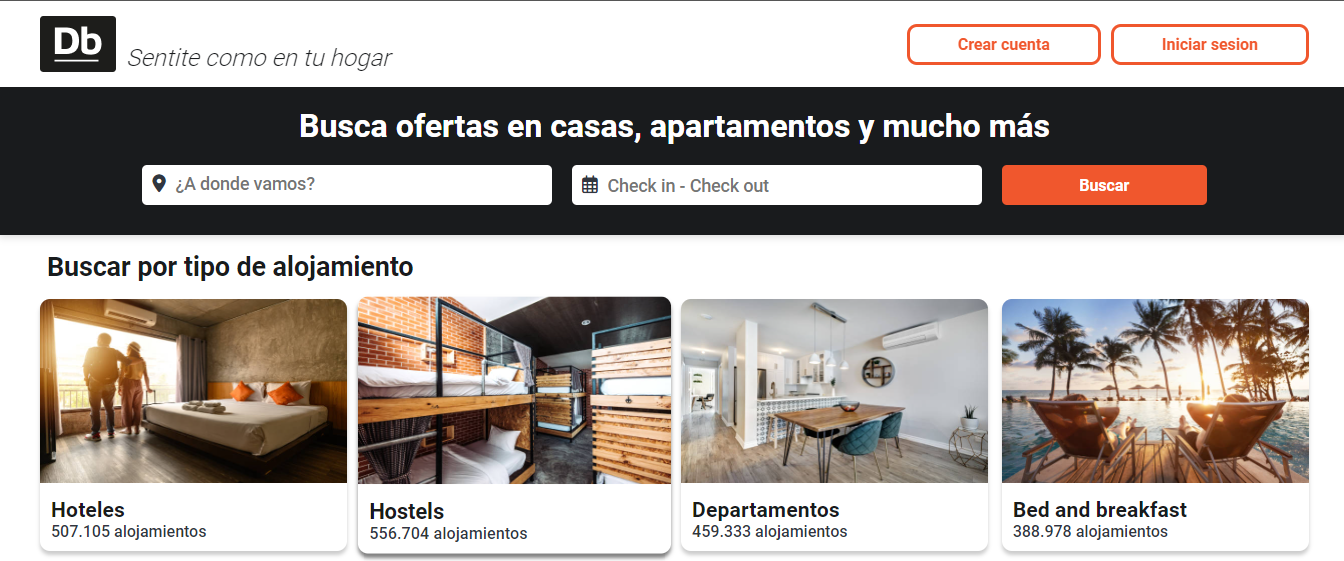 Db
Sentite como en tu hogar
Crear cuenta
Iniciar sesion
Busca ofertas en casas, apartamentos y mucho más
¿A donde vamos?
Check in - Check out
Buscar
Buscar por tipo de alojamiento
Hoteles
507.105 alojamientos
Hostels
556.704 alojamientos
Departamentos
459.333 alojamientos
Bed and breakfast
388.978 alojamientos